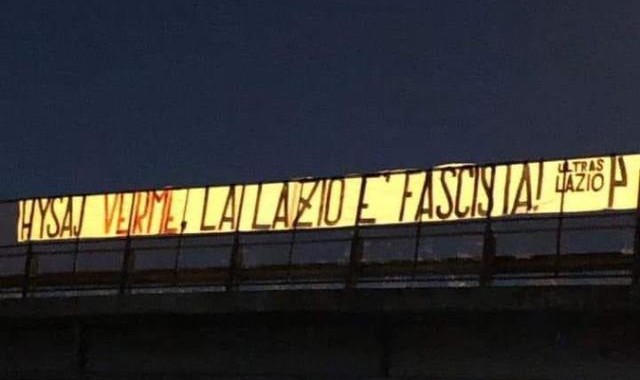 HYSAJ VERME, LA LAZIO E' FASCISTA!
ULTRAS
LAZIO
P